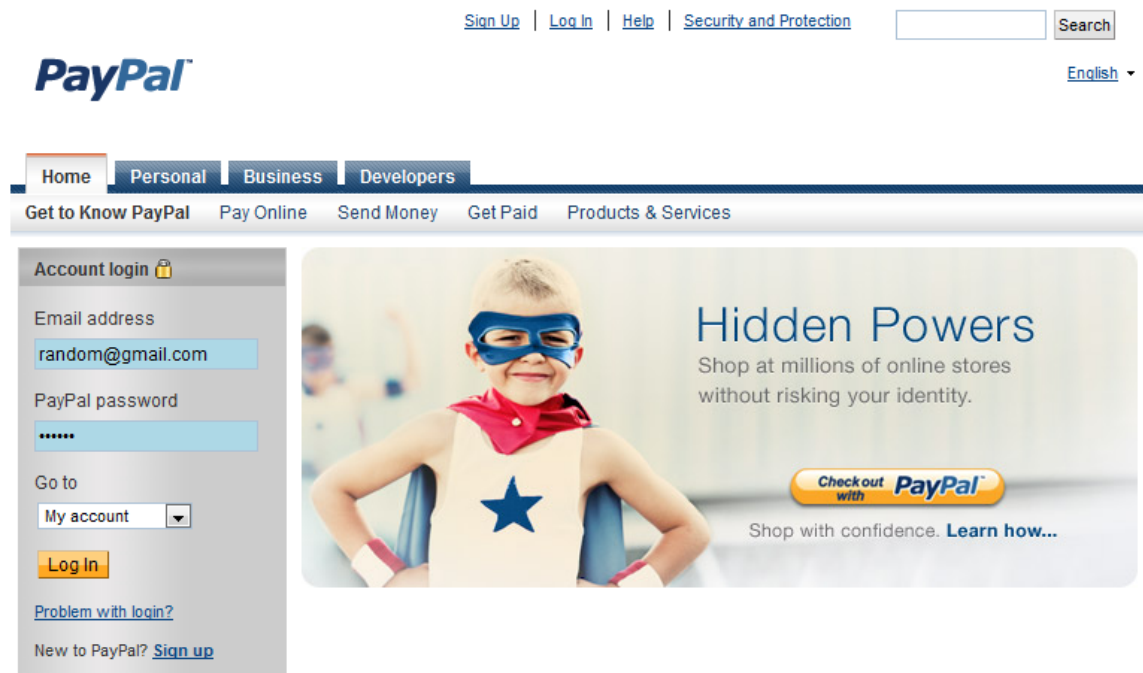 Sign Up | Log In | Help | Security and Protection
Search
PayPal™
English
Home Personal Business Developers
Get to Know PayPal Pay Online Send Money Get Paid Products & Services
Account login
Email address
random@gmail.com
PayPal password
••••••
Go to
My account
Log In
Problem with login?
New to PayPal? Sign up
Hidden Powers
Shop at millions of online stores
without risking your identity.
Check out with PayPal™
Shop with confidence. Learn how...